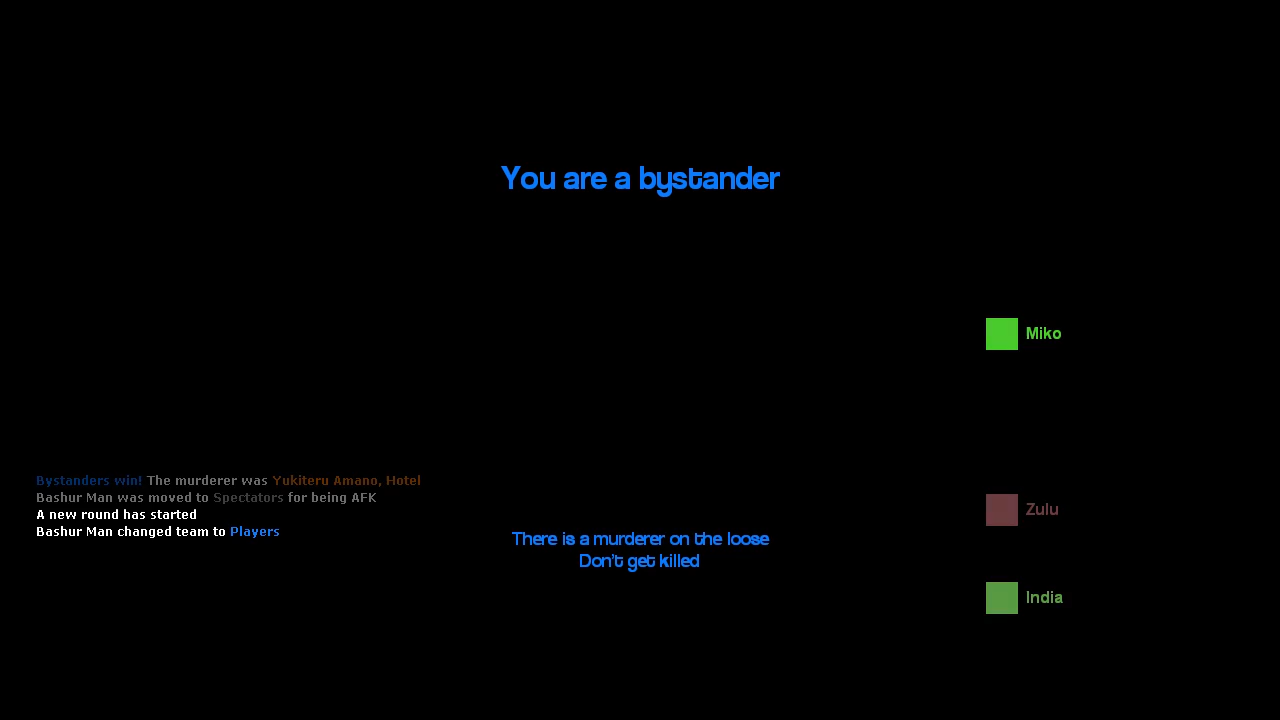 You are a bystander
Miko
Bystanders win! The murderer was Yukiteru Amano, Hotel
Bashur Man was moved to Spectators for being AFK
Zulu
A new round has started
Bashur Man changed team to Players
There is a murderer on the loose
Don't get killed
India